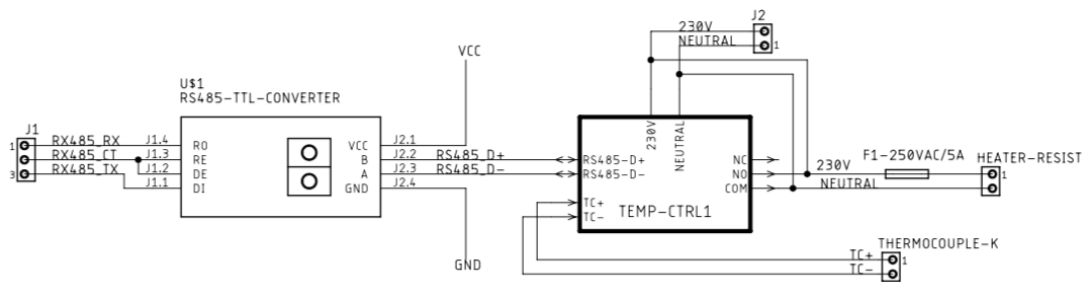 J2
230V
NEUTRAL
1
VCC
U$1
RS485-TTL-CONVERTER
J1
1
3
RX485_RX
RX485_CT
RX485_TX
J1.4
J1.3
J1.2
J1.1
RO
RE
DE
DI
VCC
B
A
GND
J2.1
J2.2
J2.3
J2.4
RS485_D+
RS485_D-
GND
230V
NEUTRAL
RS485-D+
RS485-D-
TC+
TC-
NC
NO
COM
TEMP-CTRL1
230V
NEUTRAL
F1-250VAC/5A
HEATER-RESIST
1
THERMOCOUPLE-K
TC+
TC-
1